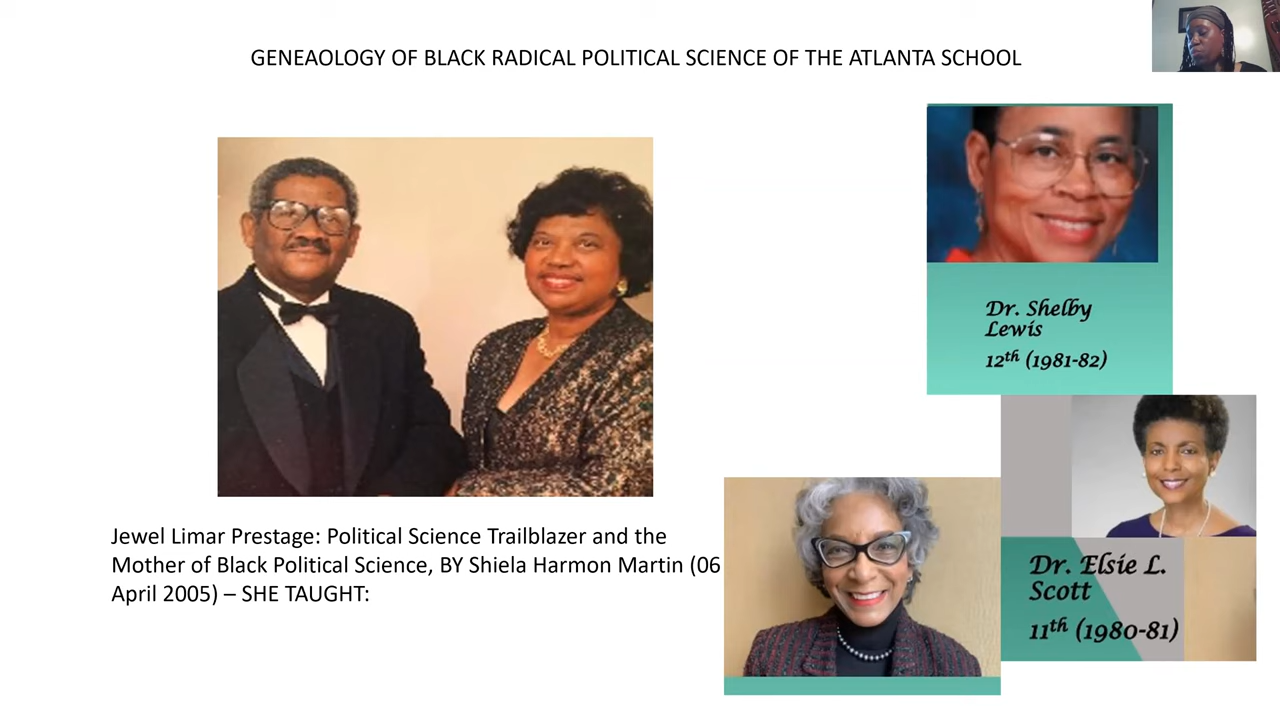 GENEAOLOGY OF BLACK RADICAL POLITICAL SCIENCE OF THE ATLANTA SCHOOL
Dr. Shelby
Lewis
12th (1981-82)
Jewel Limar Prestage: Political Science Trailblazer and the
Mother of Black Political Science, BY Shiela Harmon Martin (06
April 2005) – SHE TAUGHT:
Dr. Elsie L.
Scott
11th (1980-81)